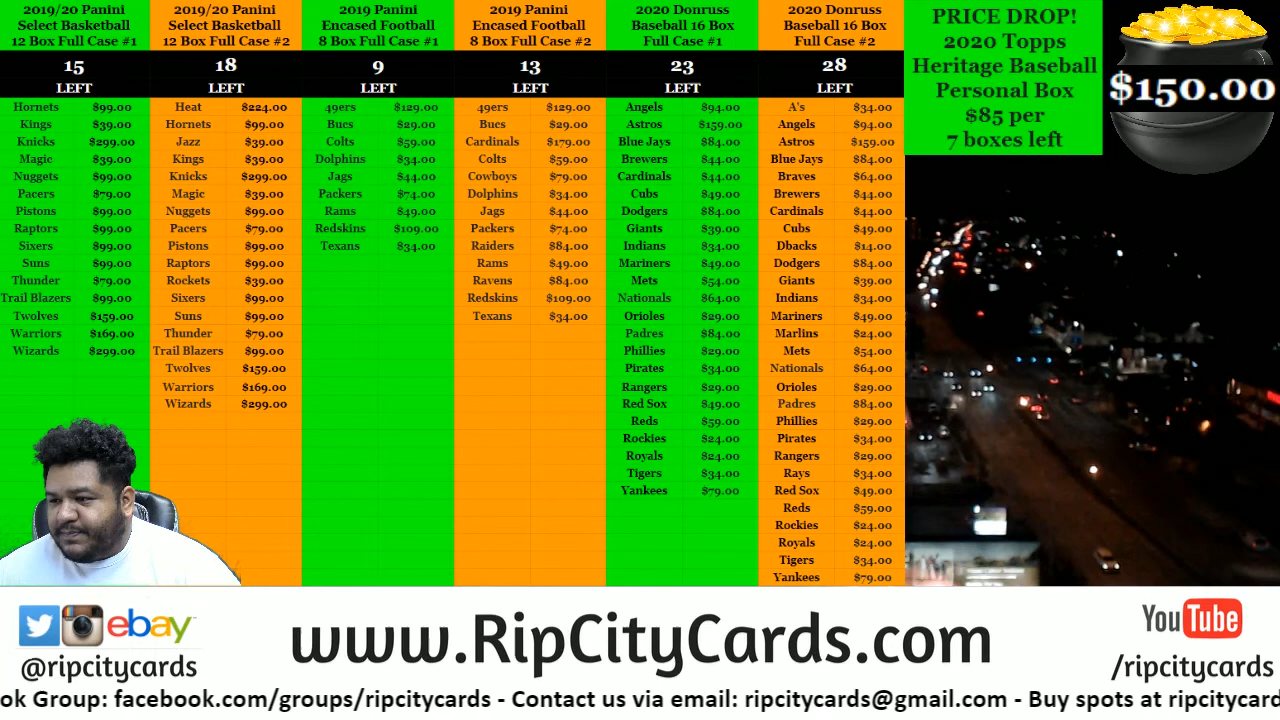 2019/20 Panini
Select Basketball
12 Box Full Case #1
15
LEFT
Hornets $99.00
Kings $39.00
Knicks $299.00
Magic $39.00
Nuggets $99.00
Pacers $79.00
Pistons $99.00
Raptors $99.00
Sixers $99.00
Suns $99.00
Thunder $79.00
Trail Blazers $99.00
Twolves $159.00
Warriors $169.00
Wizards $299.00
2019/20 Panini
Select Basketball
12 Box Full Case #2
18
LEFT
Heat $224.00
Hornets $99.00
Jazz $39.00
Kings $39.00
Knicks $299.00
Magic $39.00
Nuggets $99.00
Pacers $79.00
Pistons $99.00
Raptors $99.00
Rockets $39.00
Sixers $99.00
Suns $99.00
Thunder $79.00
Trail Blazers $99.00
Twolves $159.00
Warriors $169.00
Wizards $299.00
2019 Panini
Encased Football
8 Box Full Case #1
9
LEFT
49ers $129.00
Bucs $29.00
Colts $59.00
Dolphins $34.00
Jags $44.00
Packers $74.00
Rams $49.00
Redskins $109.00
Texans $34.00
2019 Panini
Encased Football
8 Box Full Case #2
13
LEFT
49ers $129.00
Bucs $29.00
Cardinals $179.00
Colts $59.00
Cowboys $79.00
Dolphins $34.00
Jags $44.00
Packers $74.00
Raiders $84.00
Rams $49.00
Ravens $84.00
Redskins $109.00
Texans $34.00
2020 Donruss
Baseball 16 Box
Full Case #1
23
LEFT
Angels $94.00
Astros $159.00
Blue Jays $84.00
Brewers $44.00
Cardinals $44.00
Cubs $49.00
Dodgers $84.00
Giants $39.00
Indians $34.00
Mariners $49.00
Mets $54.00
Nationals $64.00
Orioles $29.00
Padres $84.00
Phillies $29.00
Pirates $34.00
Rangers $29.00
Red Sox $49.00
Reds $59.00
Rockies $24.00
Royals $24.00
Tigers $34.00
Yankees $79.00
2020 Donruss
Baseball 16 Box
Full Case #2
28
LEFT
A's $34.00
Angels $94.00
Astros $159.00
Blue Jays $84.00
Braves $64.00
Brewers $44.00
Cardinals $44.00
Cubs $49.00
Dbacks $14.00
Dodgers $84.00
Giants $39.00
Indians $34.00
Mariners $49.00
Marlins $24.00
Mets $54.00
Nationals $64.00
Orioles $29.00
Padres $84.00
Phillies $29.00
Pirates $34.00
Rangers $29.00
Rays $34.00
Red Sox $49.00
Reds $59.00
Rockies $24.00
Royals $24.00
Tigers $34.00
Yankees $79.00
PRICE DROP!
2020 Topps
Heritage Baseball
Personal Box
$85 per
7 boxes left
$150.00
ebay
@ripcitycards
www.RipCityCards.com
YouTube
/ripcitycards
ok Group: facebook.com/groups/ripcitycards - Contact us via email: ripcitycards@gmail.com - Buy spots at ripcitycard